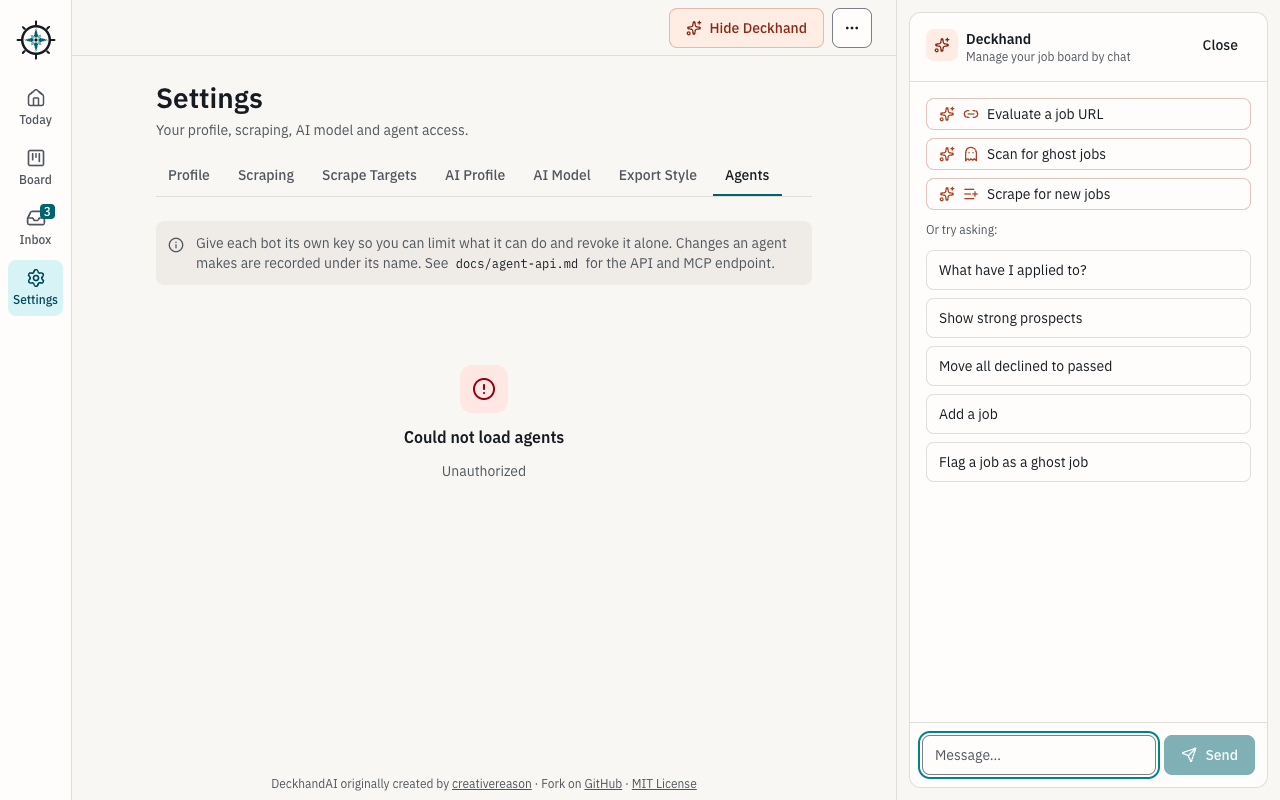 Today
Board
3
Inbox
Settings
Hide Deckhand
Settings
Your profile, scraping, AI model and agent access.
Profile
Scraping
Scrape Targets
AI Profile
AI Model
Export Style
Agents
Give each bot its own key so you can limit what it can do and revoke it alone. Changes an agent
makes are recorded under its name. See docs/agent-api.md for the API and MCP endpoint.
Could not load agents
Unauthorized
DeckhandAI originally created by creativereason · Fork on GitHub · MIT License
Deckhand
Manage your job board by chat
Close
Evaluate a job URL
Scan for ghost jobs
Scrape for new jobs
Or try asking:
What have I applied to?
Show strong prospects
Move all declined to passed
Add a job
Flag a job as a ghost job
Message...
Send